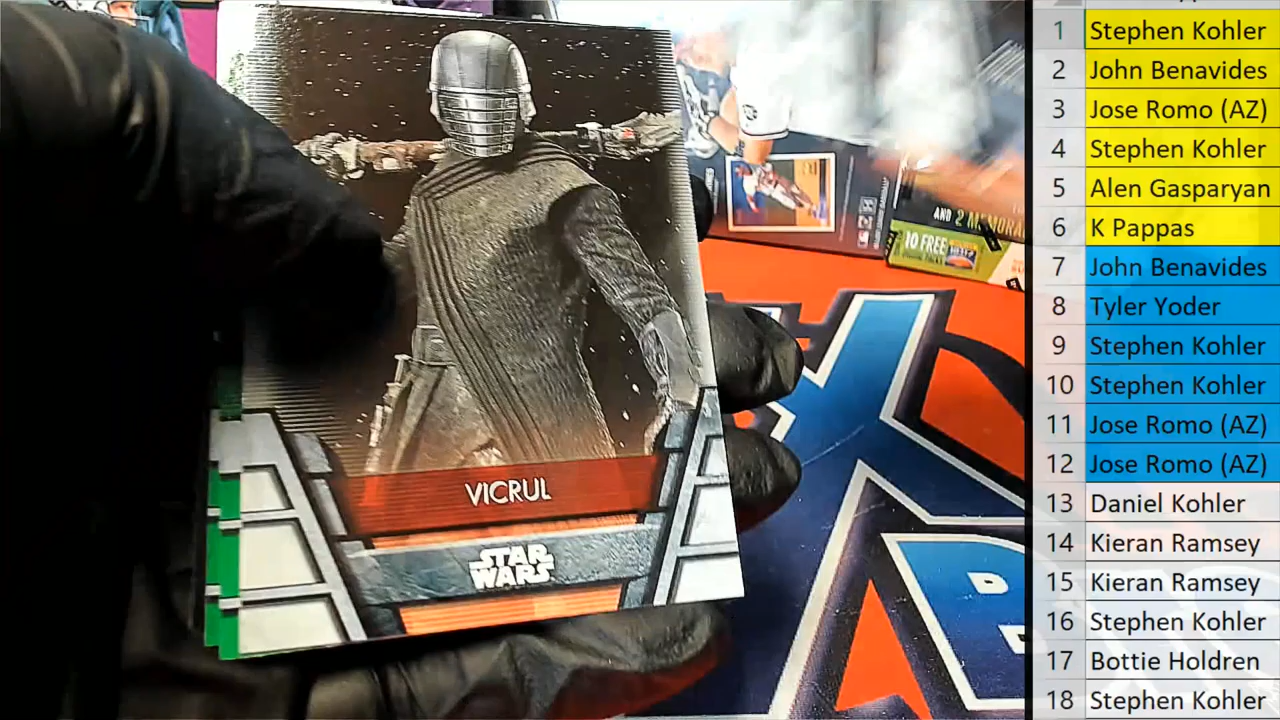 VICRUL
STAR
WARS
AND 2 MEMORA
10 FREE
1 Stephen Kohler
2 John Benavides
3 Jose Romo (AZ)
4 Stephen Kohler
5 Alen Gasparyan
6 K Pappas
7 John Benavides
8 Tyler Yoder
9 Stephen Kohler
10 Stephen Kohler
11 Jose Romo (AZ)
12 Jose Romo (AZ)
13 Daniel Kohler
14 Kieran Ramsey
15 Kieran Ramsey
16 Stephen Kohler
17 Bottie Holdren
18 Stephen Kohler